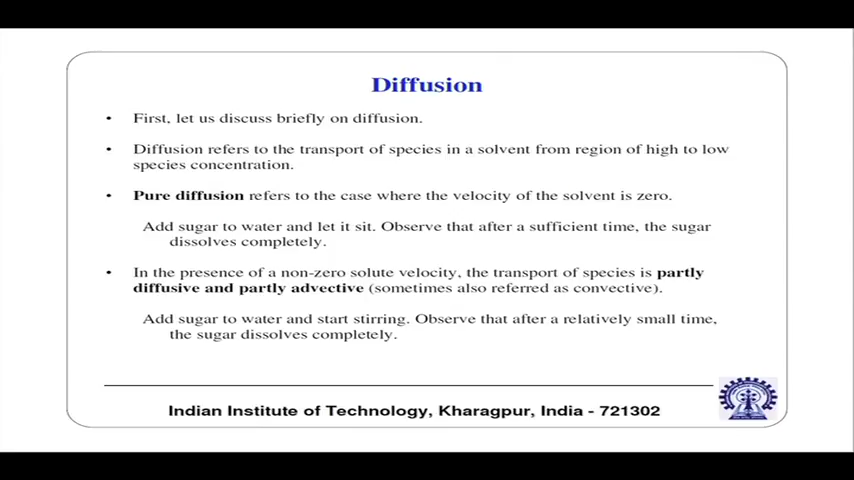 Diffusion
• First, let us discuss briefly on diffusion.
• Diffusion refers to the transport of species in a solvent from region of high to low
species concentration.
• Pure diffusion refers to the case where the velocity of the solvent is zero.
Add sugar to water and let it sit. Observe that after a sufficient time, the sugar
dissolves completely.
• In the presence of a non-zero solute velocity, the transport of species is partly
diffusive and partly advective (sometimes also referred as convective).
Add sugar to water and start stirring. Observe that after a relatively small time,
the sugar dissolves completely.
Indian Institute of Technology, Kharagpur, India - 721302